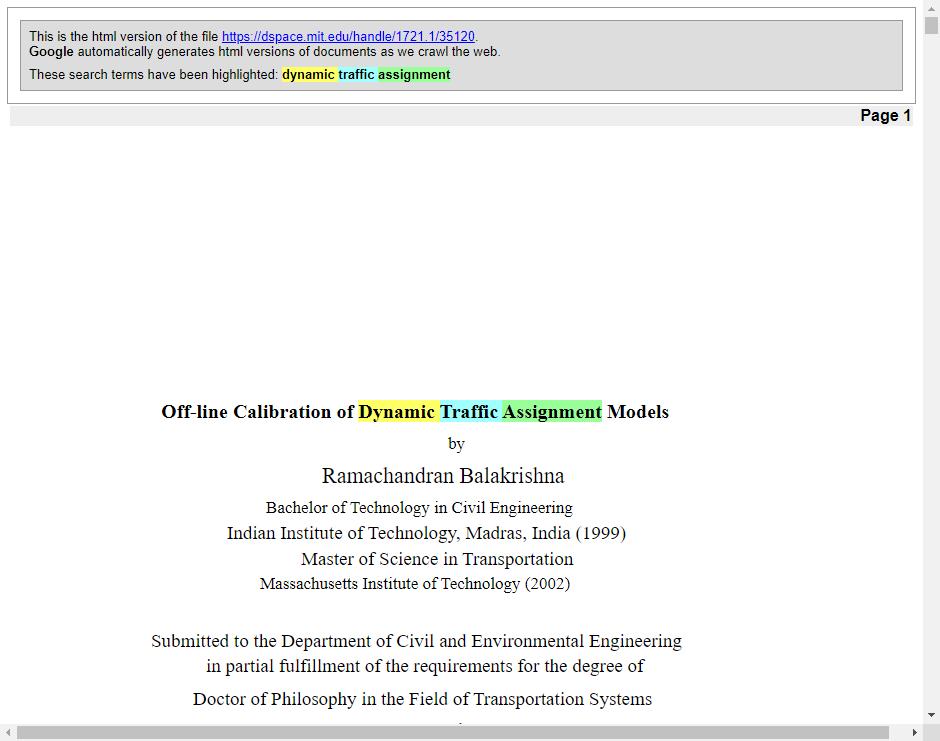 This is the html version of the file https://dspace.mit.edu/handle/1721.1/35120.
Google automatically generates html versions of documents as we crawl the web.
These search terms have been highlighted: dynamic traffic assignment
Page 1
Off-line Calibration of Dynamic Traffic Assignment Models
by
Ramachandran Balakrishna
Bachelor of Technology in Civil Engineering
Indian Institute of Technology, Madras, India (1999)
Master of Science in Transportation
Massachusetts Institute of Technology (2002)
Submitted to the Department of Civil and Environmental Engineering
in partial fulfillment of the requirements for the degree of
Doctor of Philosophy in the Field of Transportation Systems